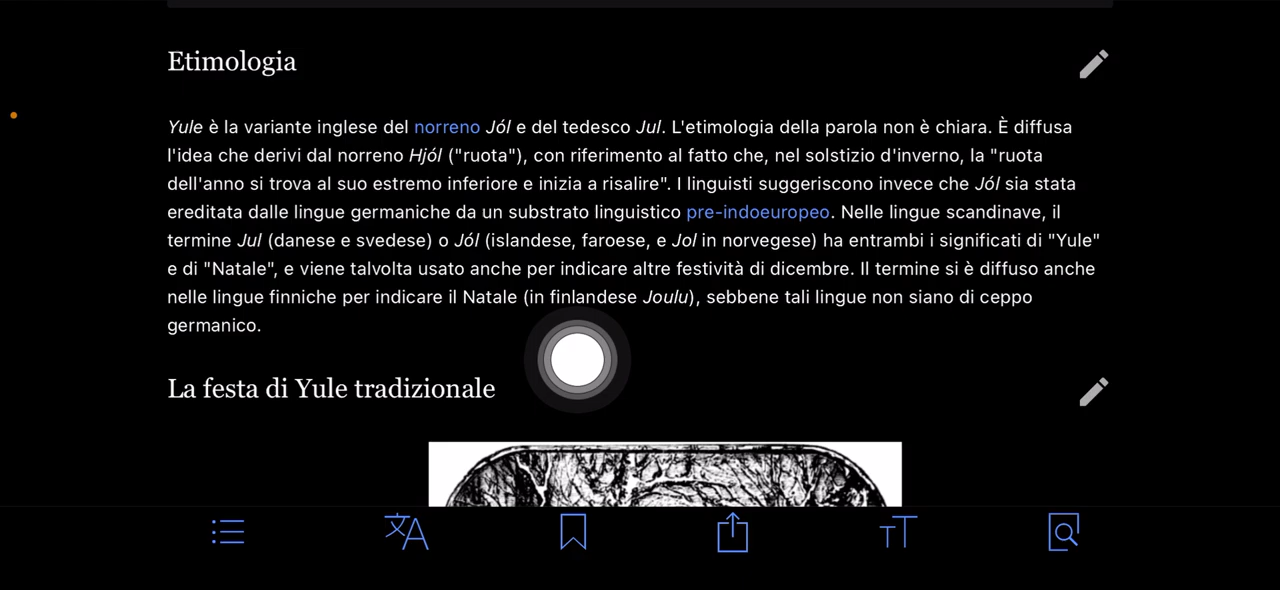 Etimologia
Yule è la variante inglese del norreno Jól e del tedesco Jul. L'etimologia della parola non è chiara. È diffusa
l'idea che derivi dal norreno Hjól ("ruota"), con riferimento al fatto che, nel solstizio d'inverno, la "ruota
dell'anno si trova al suo estremo inferiore e inizia a risalire". I linguisti suggeriscono invece che Jól sia stata
ereditata dalle lingue germaniche da un substrato linguistico pre-indoeuropeo. Nelle lingue scandinave, il
termine Jul (danese e svedese) o Jól (islandese, faroese, e Jol in norvegese) ha entrambi i significati di "Yule"
e di "Natale", e viene talvolta usato anche per indicare altre festività di dicembre. Il termine si è diffuso anche
nelle lingue finniche per indicare il Natale (in finlandese Joulu), sebbene tali lingue non siano di ceppo
germanico.
La festa di Yule tradizionale